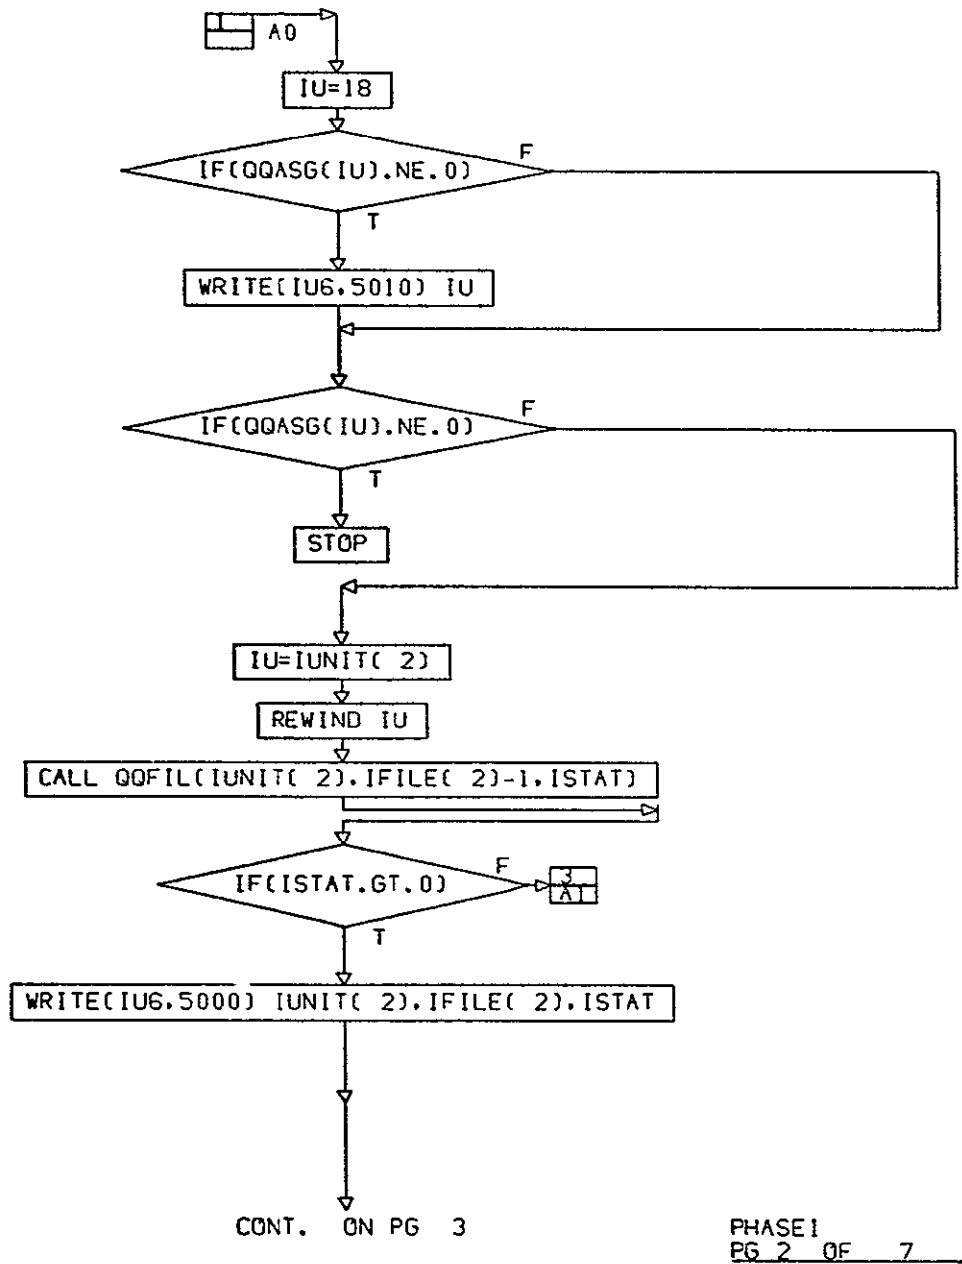 1
A0
IU=18
IF(QQASG(IU).NE.0)
F
T
WRITE(IU6.5010) IU
IF(QQASG(IU).NE.0)
F
T
STOP
IU=IUNIT( 2)
REWIND IU
CALL QQFIL(IUNIT( 2).IFILE( 2)-1.ISTAT)
IF(ISTAT.GT.0)
F
3
A1
T
WRITE(IU6.5000) IUNIT( 2).IFILE( 2).ISTAT
CONT. ON PG 3
PHASE1
PG 2 OF 7